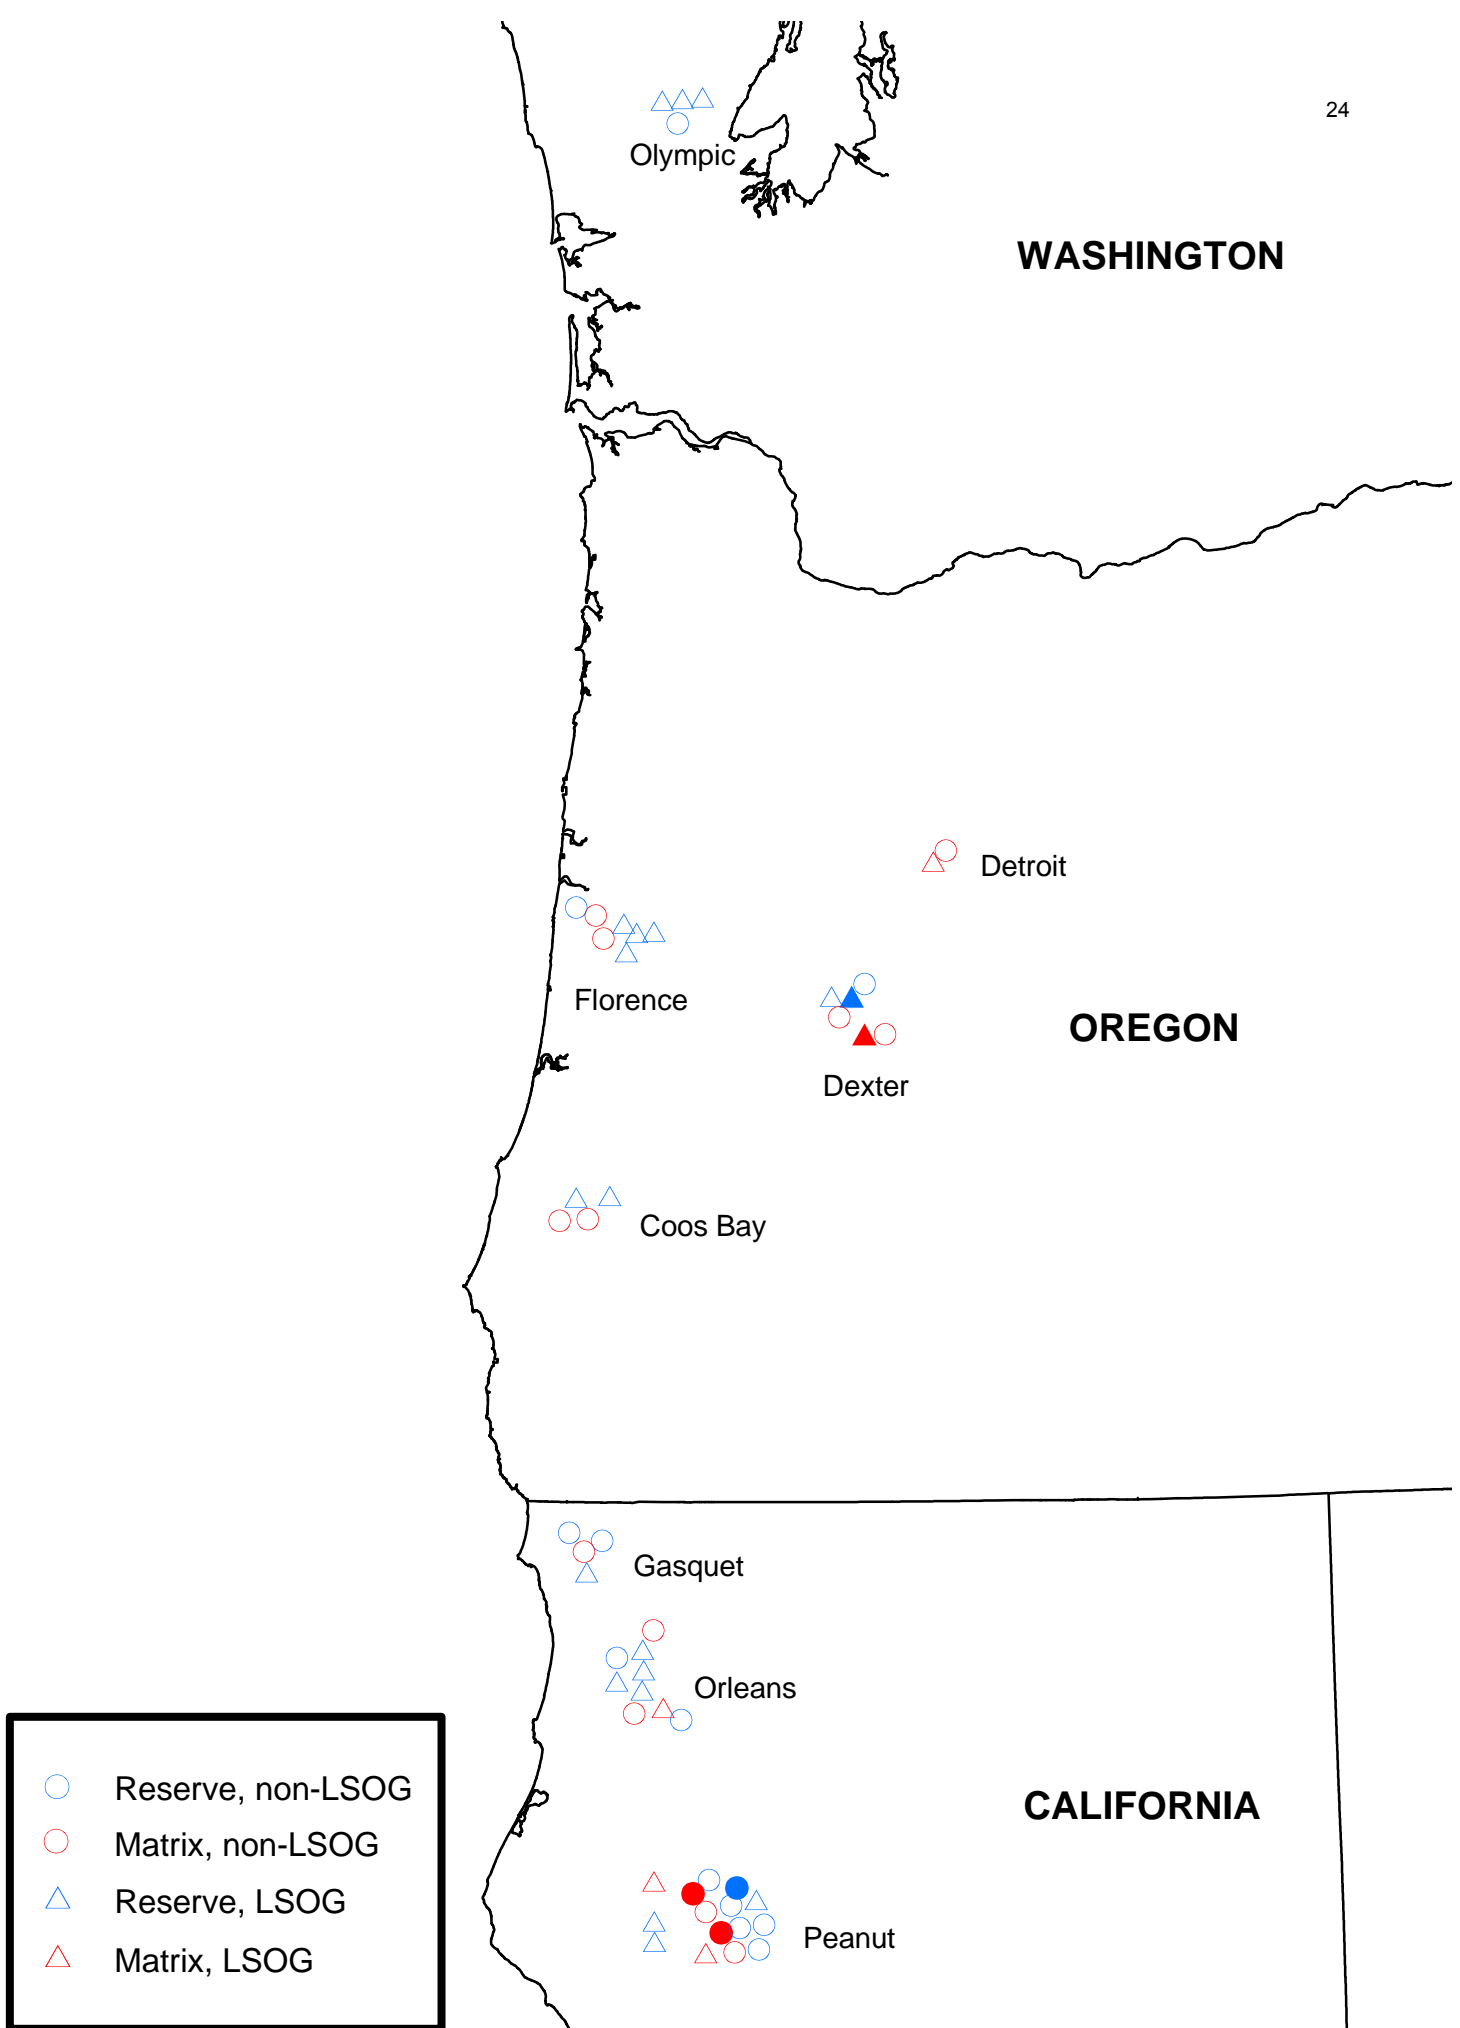 24
Olympic
WASHINGTON
Detroit
Florence
OREGON
Dexter
Coos Bay
Gasquet
Orleans
CALIFORNIA
Peanut
Reserve, non-LSOG
Matrix, non-LSOG
Reserve, LSOG
Matrix, LSOG